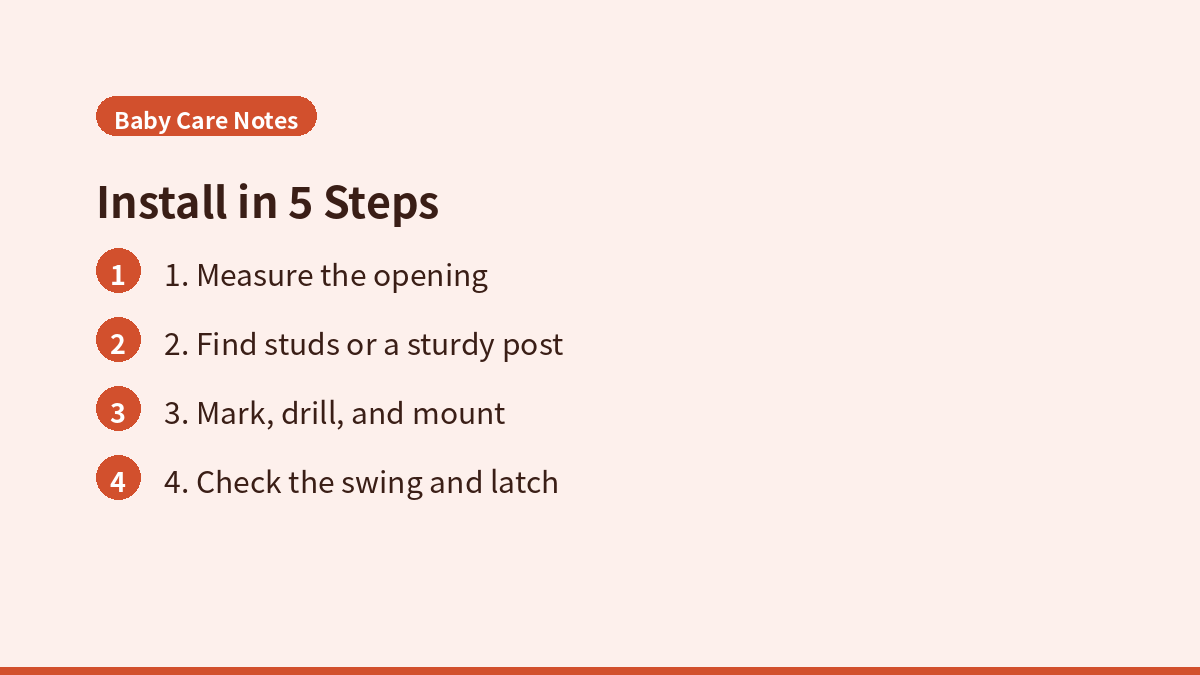 Baby Care Notes
Install in 5 Steps
1 1. Measure the opening
2 2. Find studs or a sturdy post
3 3. Mark, drill, and mount
4 4. Check the swing and latch